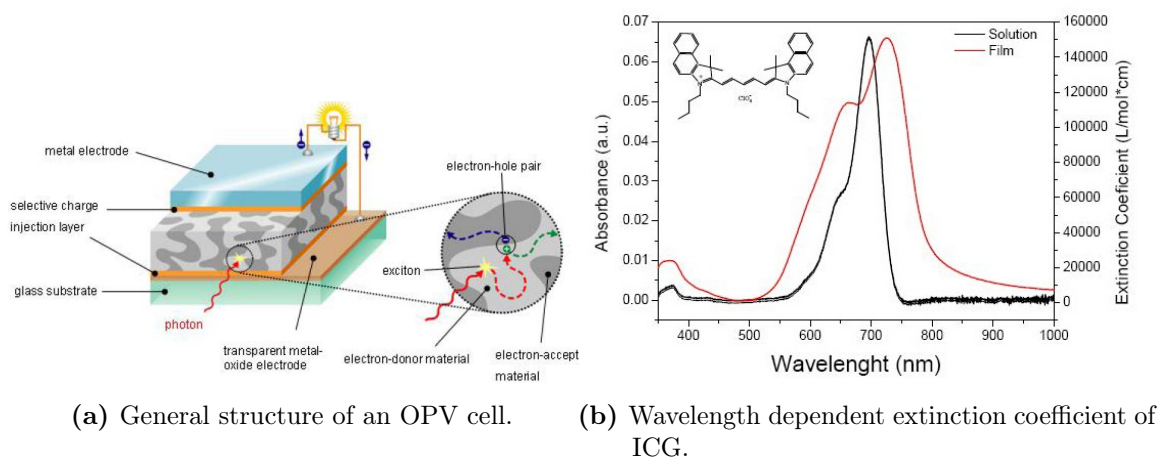 metal electrode
selective charge
injection layer
glass substrate
photon
transparent metal-
oxide electrode
electron-hole pair
exciton
electron-donor material
electron-accept
material
(a) General structure of an OPV cell.
0.07
0.06
0.05
0.04
0.03
0.02
0.01
0.00
Absorbance (a.u.)
Solution
Film
N
N
400
500
600
700
800
900
1000
Wavelenght (nm)
160000
140000
120000
100000
80000
60000
40000
20000
0
Extinction Coefficient (L/mol*cm)
(b) Wavelength dependent extinction coefficient of
ICG.